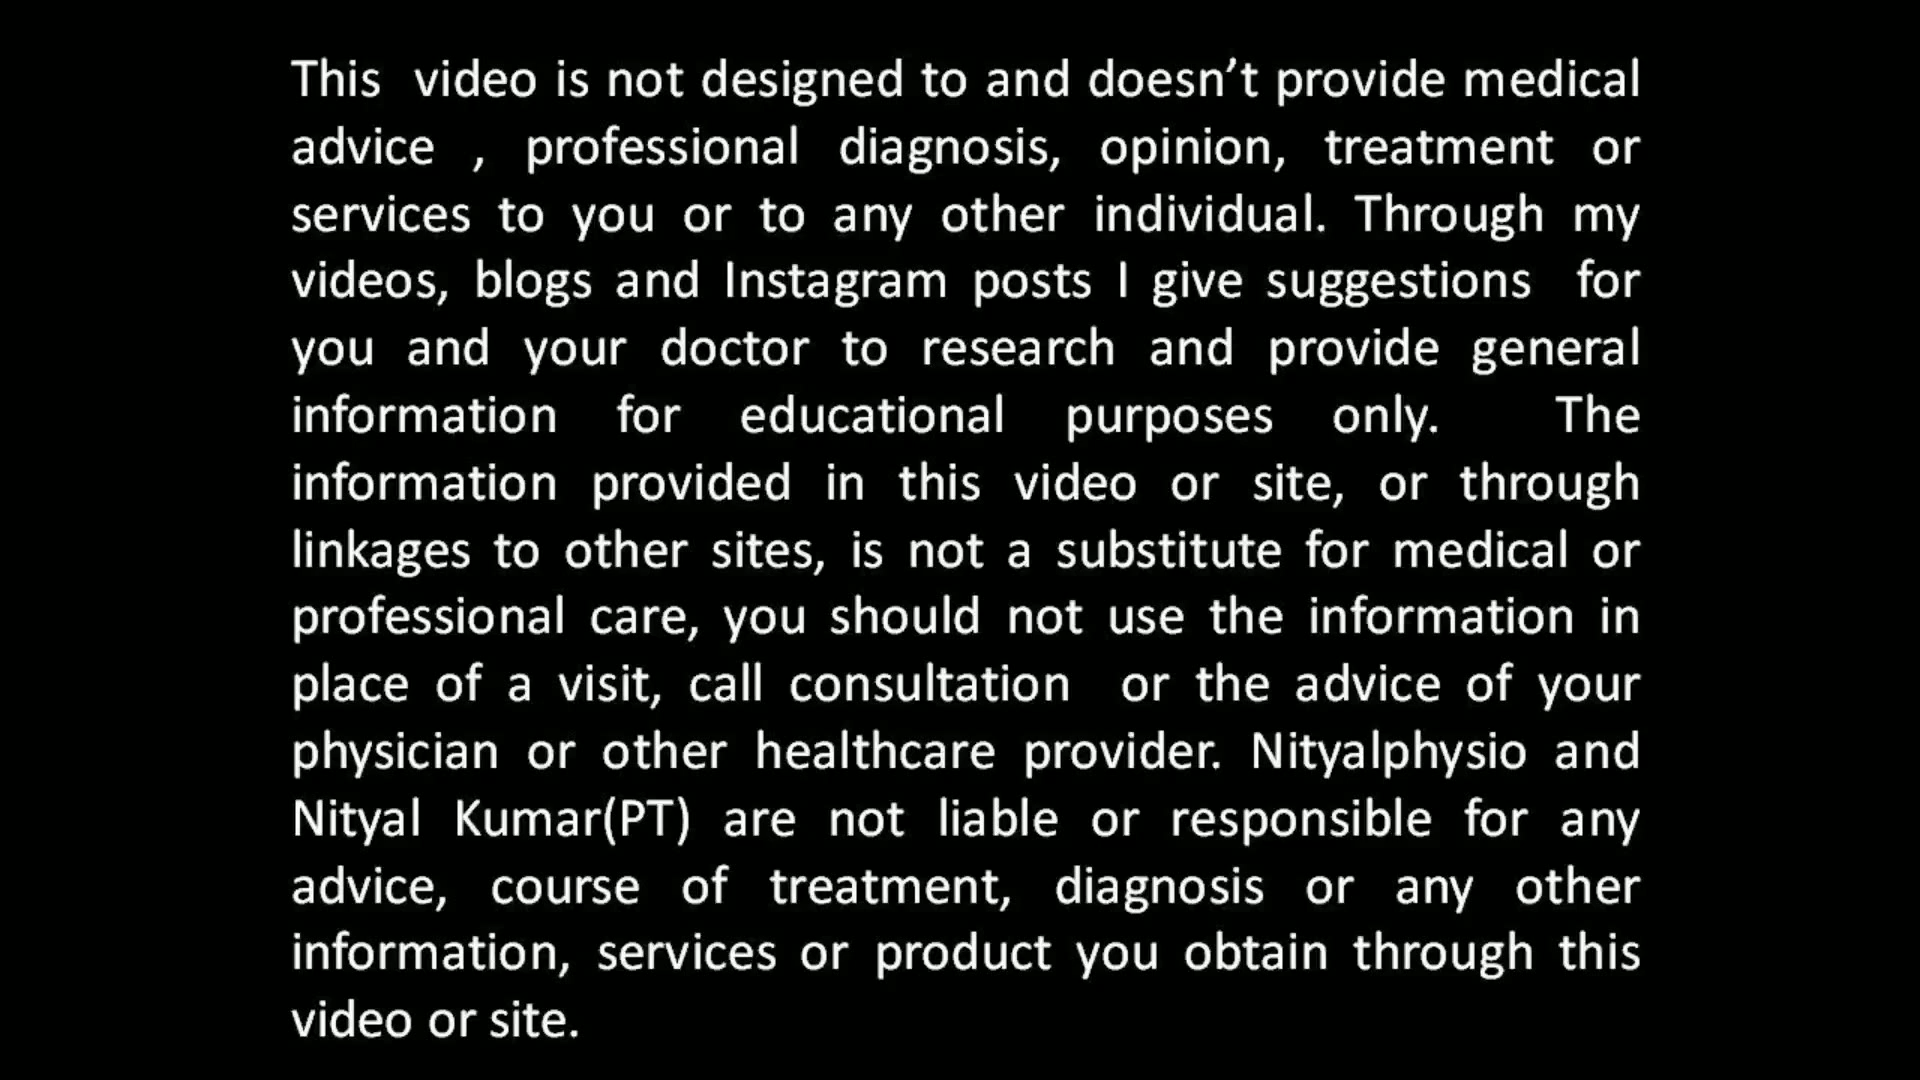 This video is not designed to and doesn’t provide medical
advice , professional diagnosis, opinion, treatment or
services to you or to any other individual. Through my
videos, blogs and Instagram posts I give suggestions for
you and your doctor to research and provide general
information for educational purposes only. The
information provided in this video or site, or through
linkages to other sites, is not a substitute for medical or
professional care, you should not use the information in
place of a visit, call consultation or the advice of your
physician or other healthcare provider. Nityalphysio and
Nityal Kumar(PT) are not liable or responsible for any
advice, course of treatment, diagnosis or any other
information, services or product you obtain through this
video or site.